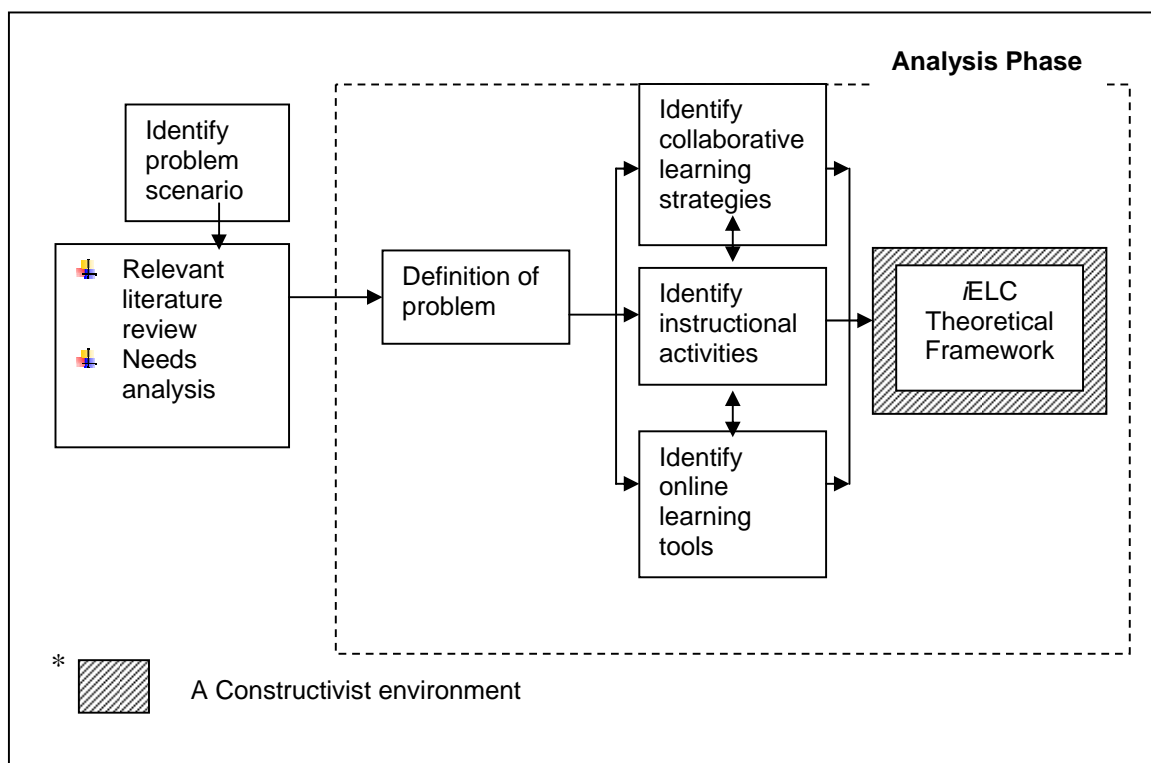 Analysis Phase
Identify
problem
scenario
Relevant
literature
review
Needs
analysis
Definition of
problem
Identify
collaborative
learning
strategies
Identify
instructional
activities
Identify
online
learning
tools
iELC
Theoretical
Framework
*
A Constructivist environment